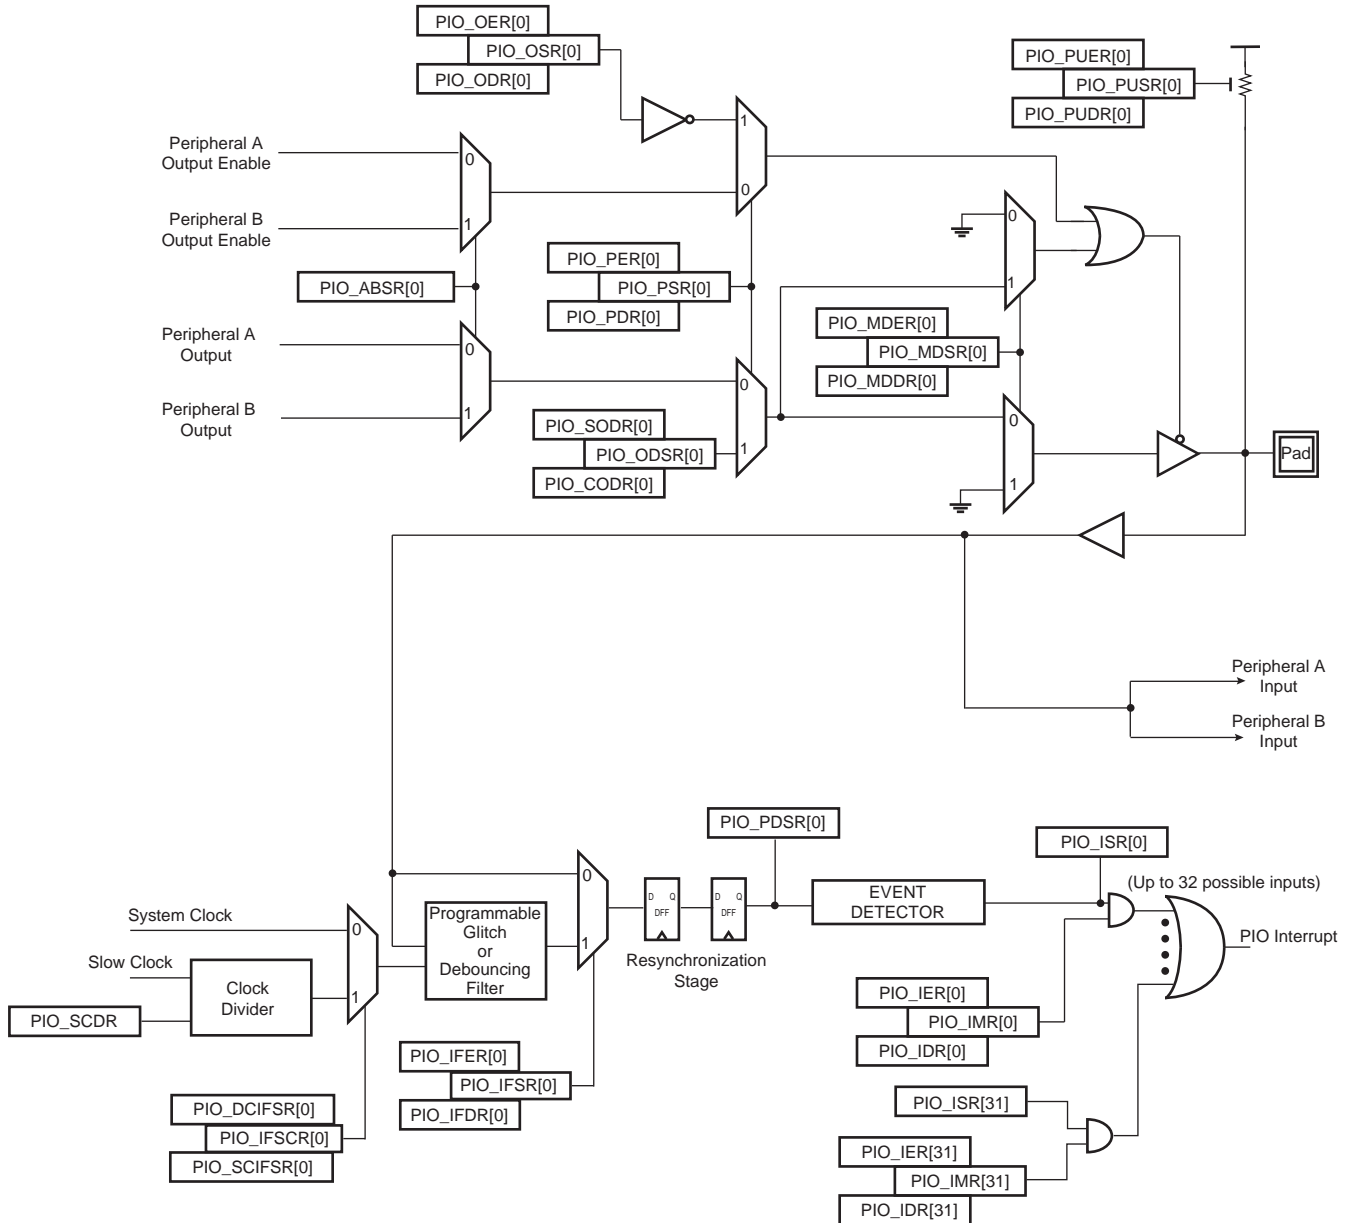 PIO_OER[0]
PIO_OSR[0]
PIO_ODR[0]
PIO_PUER[0]
PIO_PUSR[0]
PIO_PUDR[0]
1
0
Peripheral A
Output Enable
0
Peripheral B
Output Enable
1
0
1
PIO_ABSR[0]
PIO_PER[0]
PIO_PSR[0]
PIO_PDR[0]
PIO_MDER[0]
PIO_MDSR[0]
PIO_MDDR[0]
Peripheral A
Output
0
Peripheral B
Output
1
0
1
PIO_SODR[0]
PIO_ODSR[0]
PIO_CODR[0]
0
1
Pad
Peripheral A
Input
Peripheral B
Input
PIO_PDSR[0]
PIO_ISR[0]
(Up to 32 possible inputs)
EVENT
DETECTOR
PIO Interrupt
0
1
D Q
DFF
D Q
DFF
Resynchronization
Stage
Programmable
Glitch
or
Debouncing
Filter
System Clock
0
Slow Clock
1
Clock
Divider
PIO_SCDR
PIO_IER[0]
PIO_IMR[0]
PIO_IDR[0]
PIO_IFER[0]
PIO_IFSR[0]
PIO_IFDR[0]
PIO_DCIFSR[0]
PIO_IFSCR[0]
PIO_SCIFSR[0]
PIO_ISR[31]
PIO_IER[31]
PIO_IMR[31]
PIO_IDR[31]